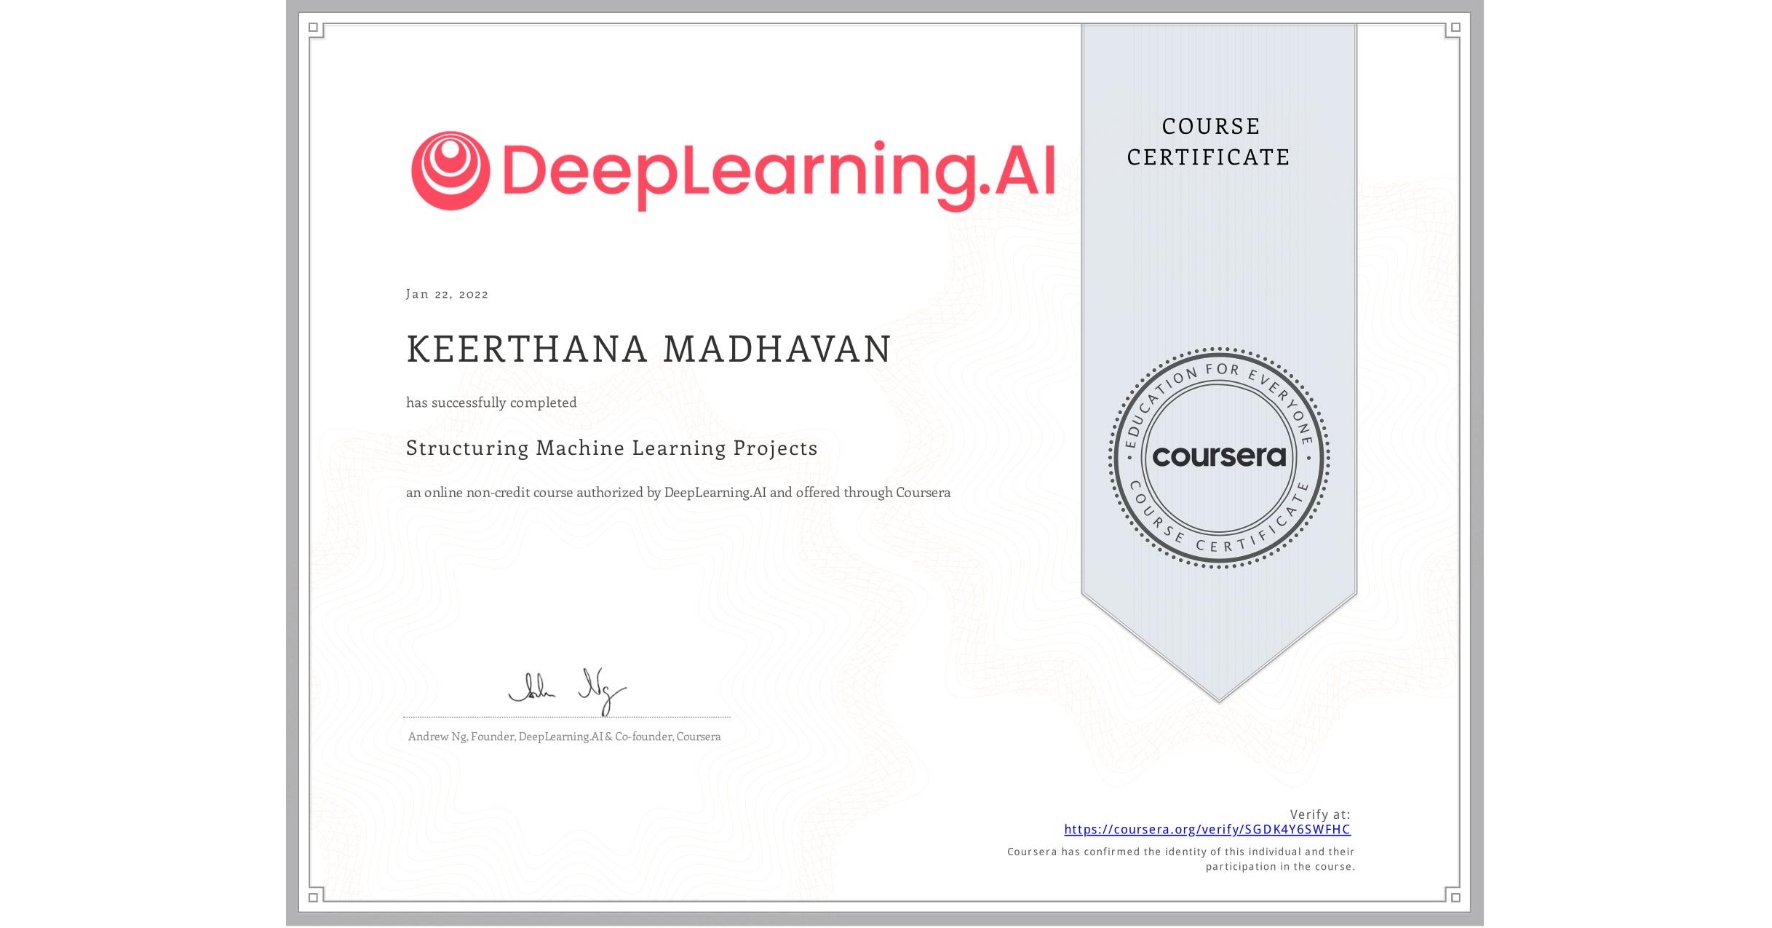 DeepLearning.AI
COURSE
CERTIFICATE
Jan 22, 2022
KEERTHANA MADHAVAN
has successfully completed
Structuring Machine Learning Projects
an online non-credit course authorized by DeepLearning.AI and offered through Coursera
EDUCATION FOR EVERYONE
coursera
COURSE CERTIFICATE
Andrew Ng, Founder, DeepLearning.AI & Co-founder, Coursera
Verify at:
https://coursera.org/verify/SGDK4Y6SWFHC
Coursera has confirmed the identity of this individual and their
participation in the course.